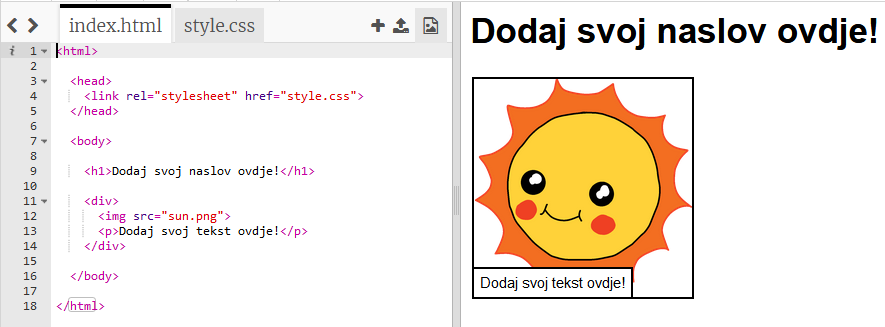 index.html style.css
i 1 <html>
2
3 <head>
4 <link rel="stylesheet" href="style.css">
5 </head>
6
7 <body>
8
9 <h1>Dodaj svoj naslov ovdje!</h1>
10
11 <div>
12 <img src="sun.png">
13 <p>Dodaj svoj tekst ovdje!</p>
14 </div>
15
16 </body>
17
18 </html>
Dodaj svoj naslov ovdje!
Dodaj svoj tekst ovdje!